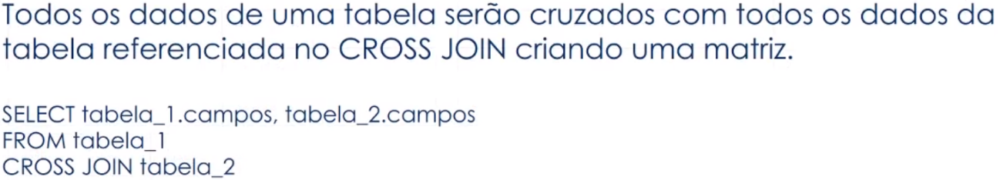 Todos os dados de uma tabela serão cruzados com todos os dados da
tabela referenciada no CROSS JOIN criando uma matriz.
SELECT tabela_1.campos, tabela_2.campos
FROM tabela_1
CROSS JOIN tabela_2